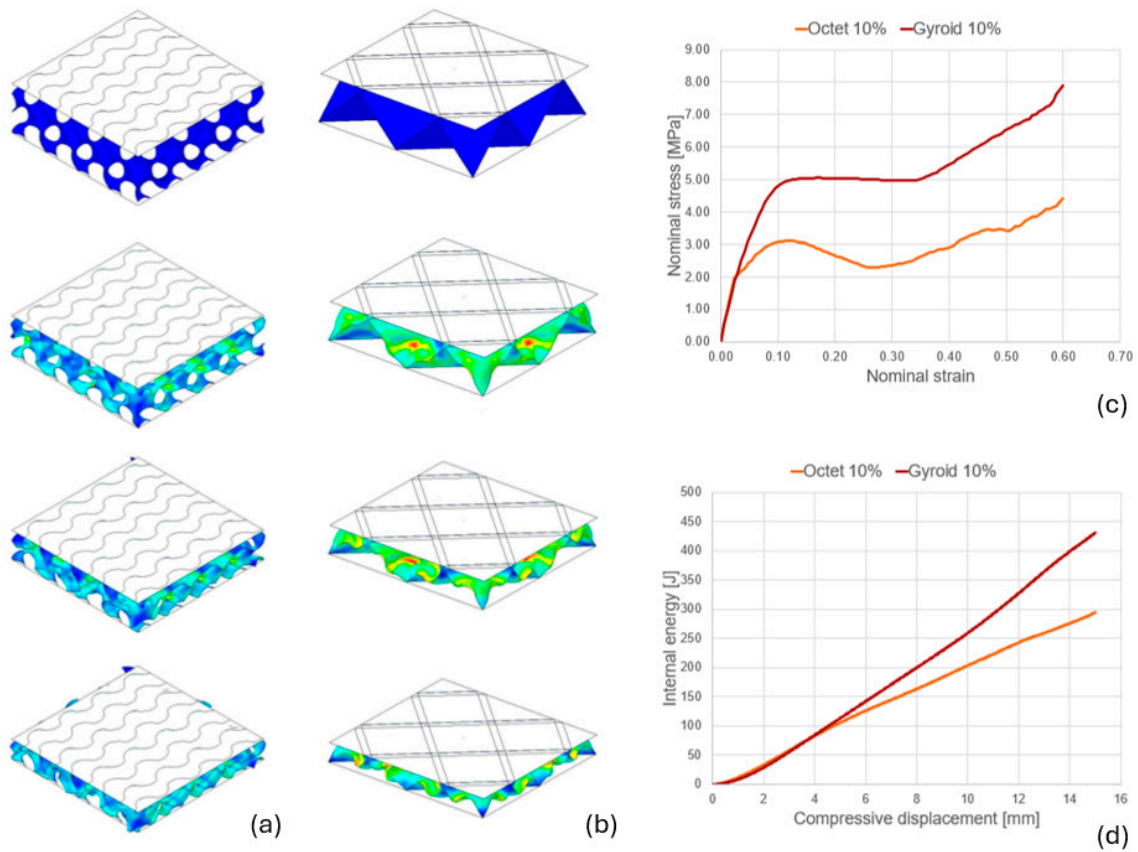 Octet 10% Gyroid 10%
9.00
8.00
7.00
6.00
5.00
4.00
3.00
2.00
1.00
0.00
Nominal stress [MPa]
0.00 0.10 0.20 0.30 0.40 0.50 0.60 0.70
Nominal strain
(c)
Octet 10% Gyroid 10%
500
450
400
350
300
250
200
150
100
50
0
Internal energy [J]
0 2 4 6 8 10 12 14 16
Compressive displacement [mm]
(a)
(b)
(d)